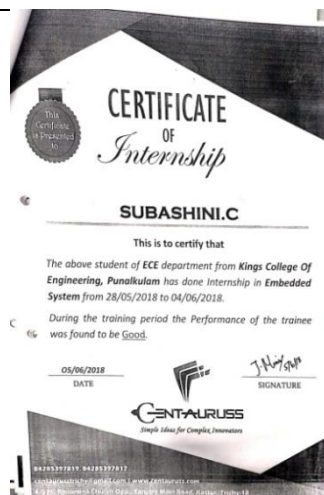 This
Certificate
is Presented
to
CERTIFICATE
OF
Internship
SUBASHINI.C
This is to certify that
The above student of ECE department from Kings College Of
Engineering, Punalkulam has done Internship in Embedded
System from 28/05/2018 to 04/06/2018.
During the training period the Performance of the trainee
was found to be Good.
05/06/2018
DATE
SIGNATURE
CENTAURUSS
Simple Ideas for Complex Innovators
04285397819 04285397817